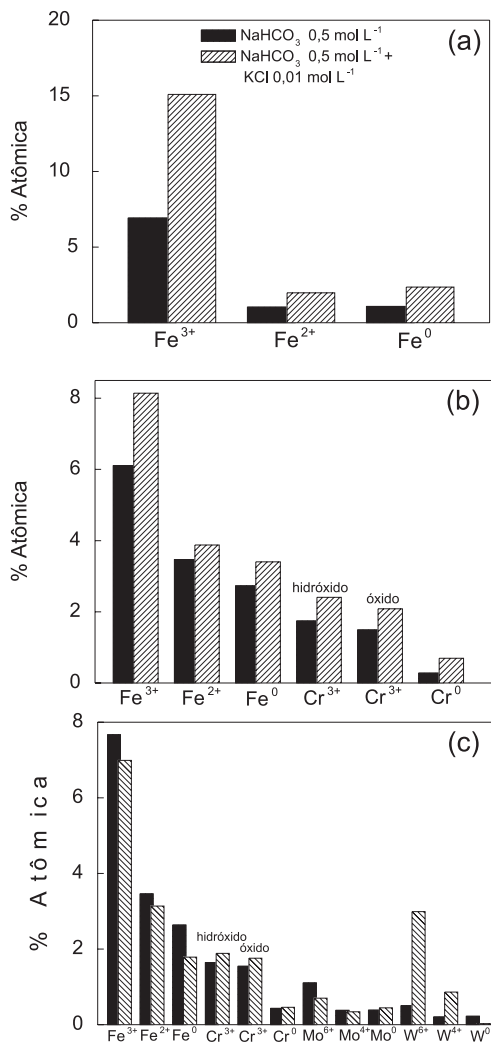 (a)
NaHCO₃ 0,5 mol L⁻¹
NaHCO₃ 0,5 mol L⁻¹ +
KCl 0,01 mol L⁻¹
% Atômica
20
15
10
5
0
Fe³⁺ Fe²⁺ Fe⁰
(b)
% Atômica
8
6
4
2
0
hidróxido
óxido
Fe³⁺ Fe²⁺ Fe⁰ Cr³⁺ Cr³⁺ Cr⁰
(c)
% Atômica
8
6
4
2
0
hidróxido
óxido
Fe³⁺ Fe²⁺ Fe⁰ Cr³⁺ Cr³⁺ Cr⁰ Mo⁶⁺ Mo⁴⁺ Mo⁰ W⁶⁺ W⁴⁺ W⁰